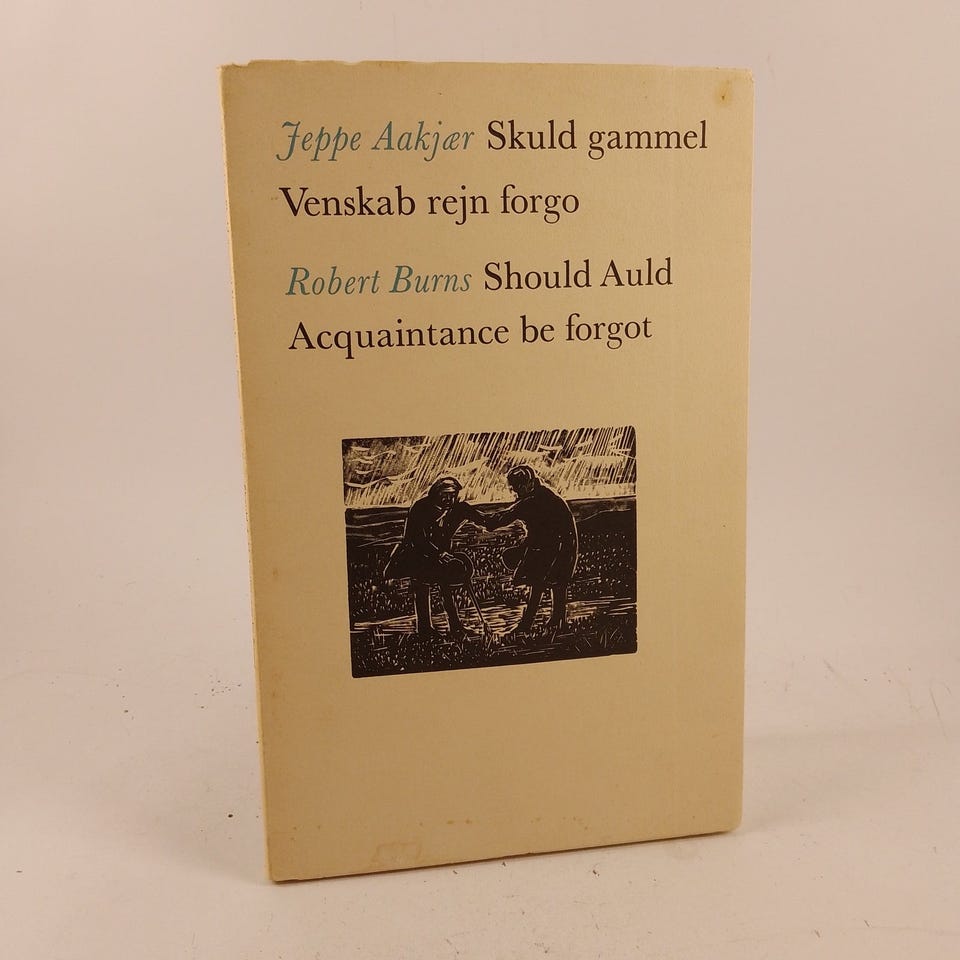 Jeppe Aakjær Skuld gammel
Venskab rejn forgo
Robert Burns Should Auld
Acquaintance be forgot